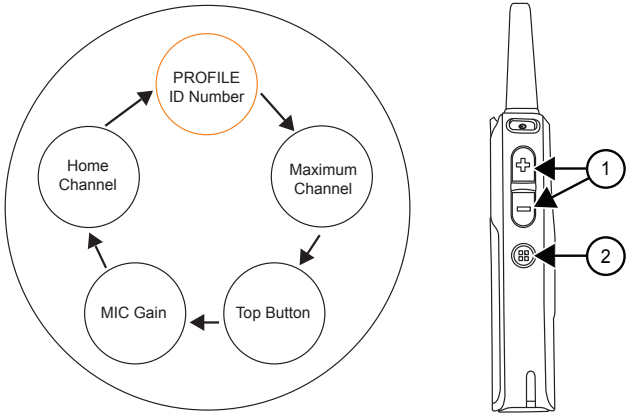 PROFILE
ID Number
Home
Channel
Maximum
Channel
MIC Gain
Top Button
1
2